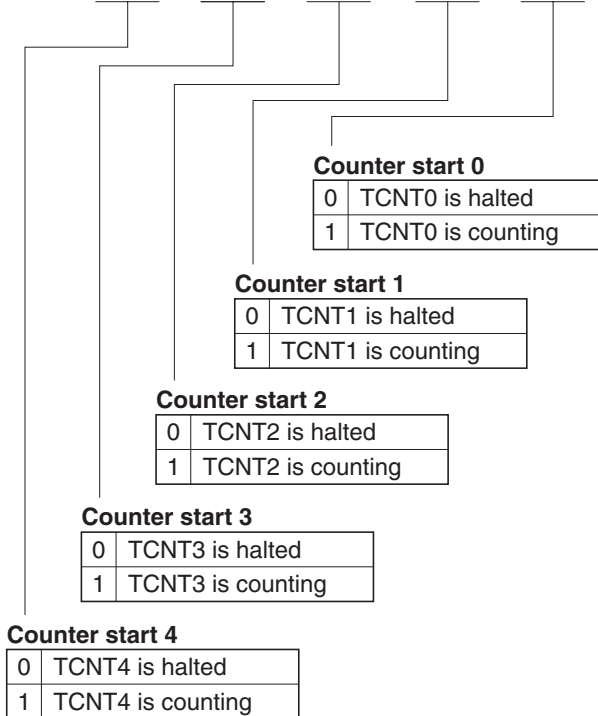 Counter start 0
0 TCNT0 is halted
1 TCNT0 is counting
Counter start 1
0 TCNT1 is halted
1 TCNT1 is counting
Counter start 2
0 TCNT2 is halted
1 TCNT2 is counting
Counter start 3
0 TCNT3 is halted
1 TCNT3 is counting
Counter start 4
0 TCNT4 is halted
1 TCNT4 is counting